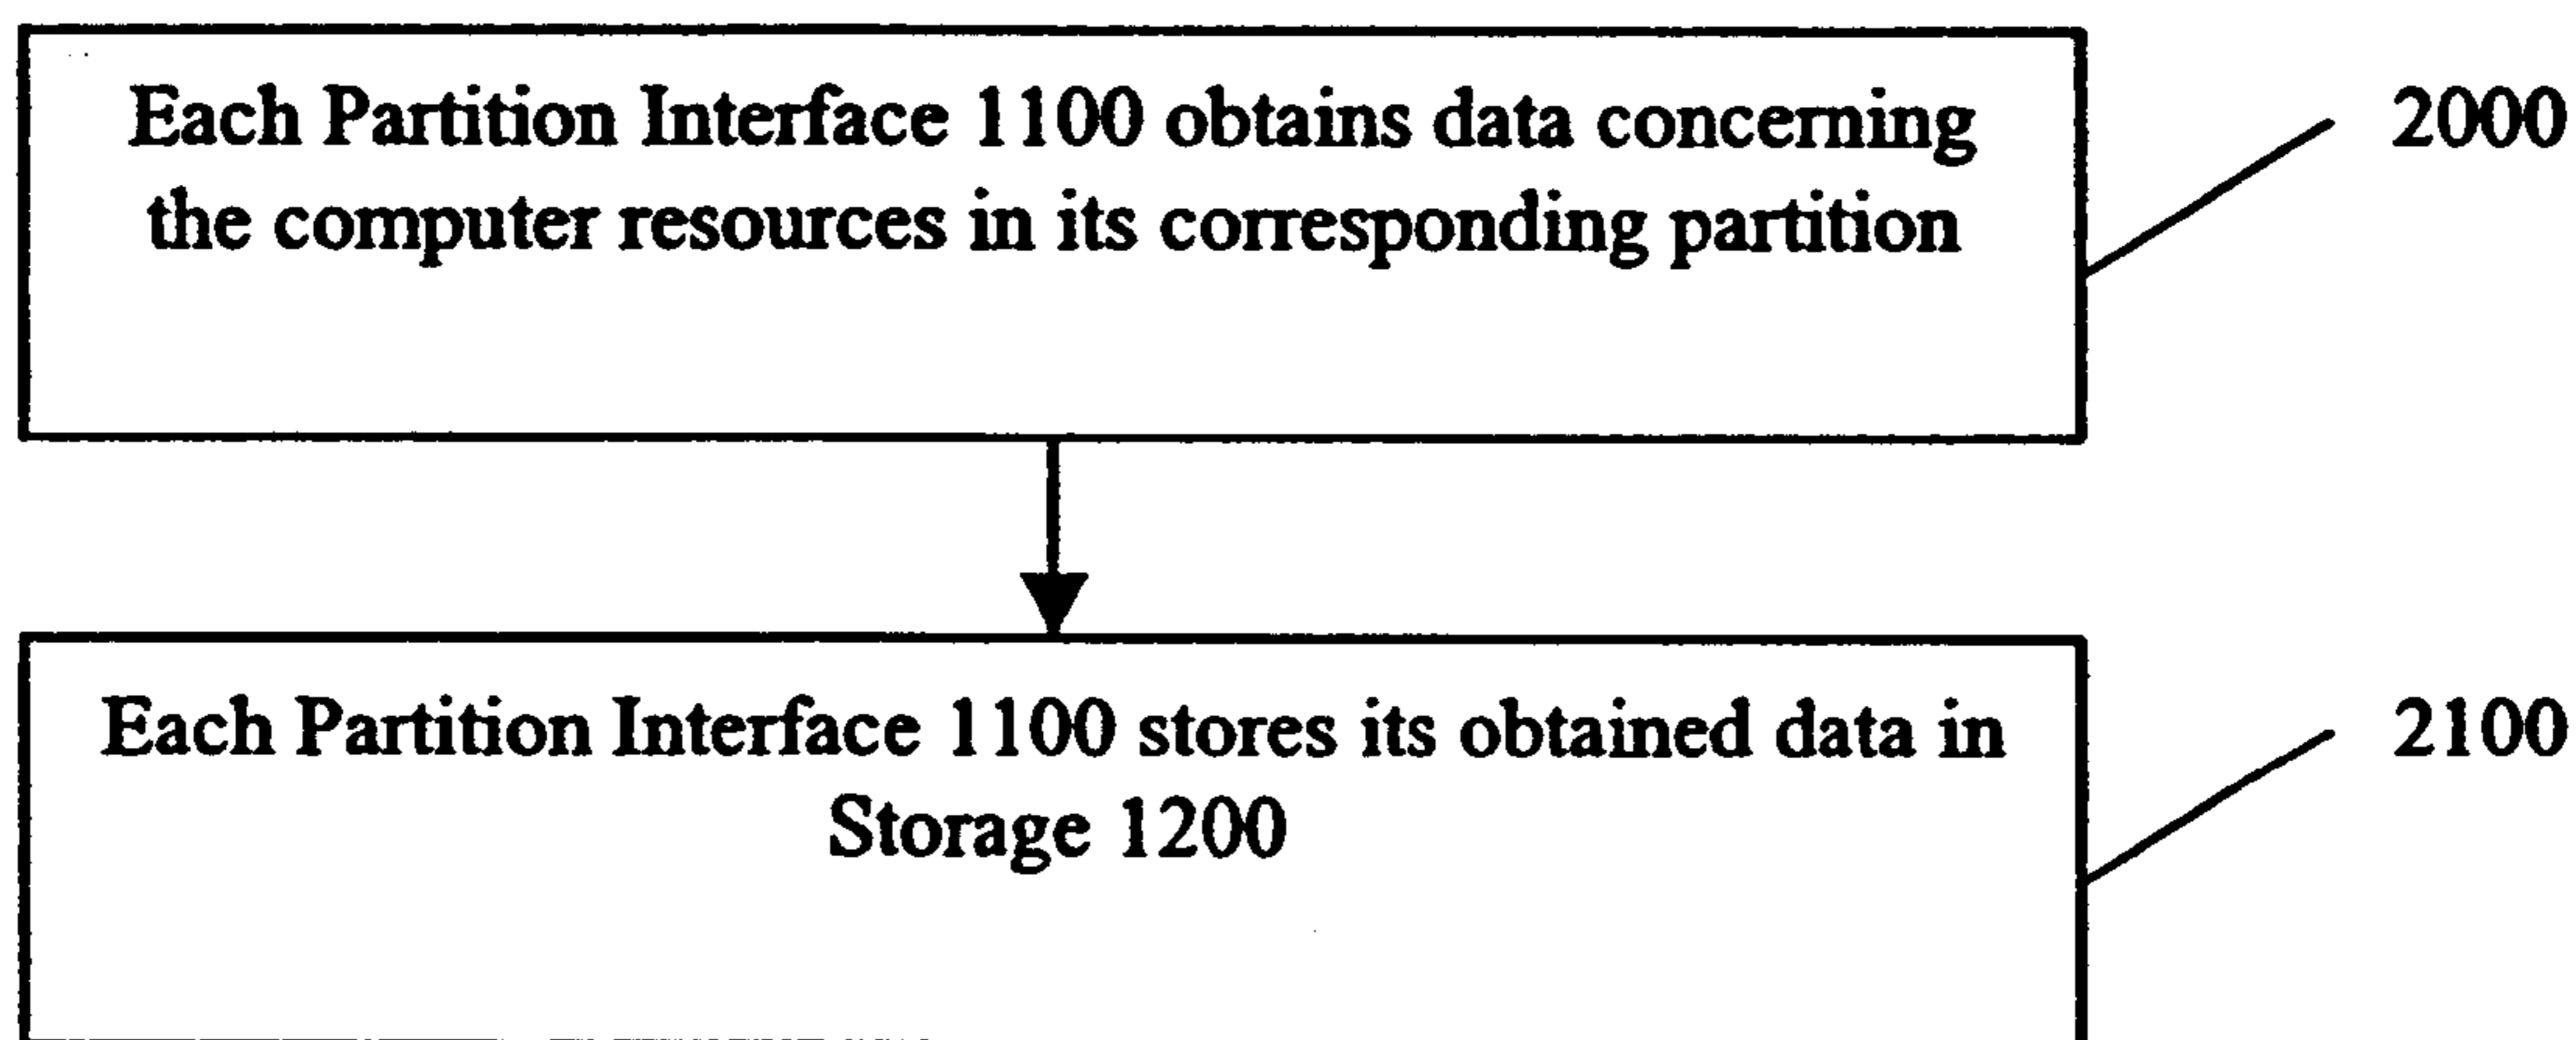 Each Partition Interface 1100 obtains data concerning
the computer resources in its corresponding partition
2000
Each Partition Interface 1100 stores its obtained data in
Storage 1200
2100